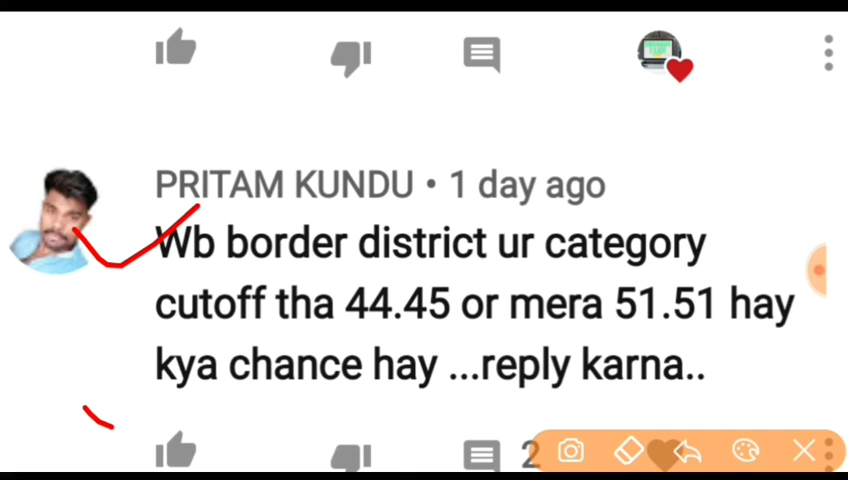 PRITAM KUNDU • 1 day ago
Wb border district ur category
cutoff tha 44.45 or mera 51.51 hay
kya chance hay ...reply karna..
2